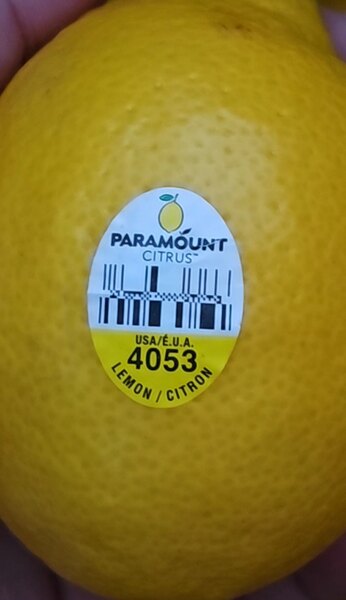 PARAMOUNT
CITRUS™
USA/É.U.A.
4053
LEMON / CITRON